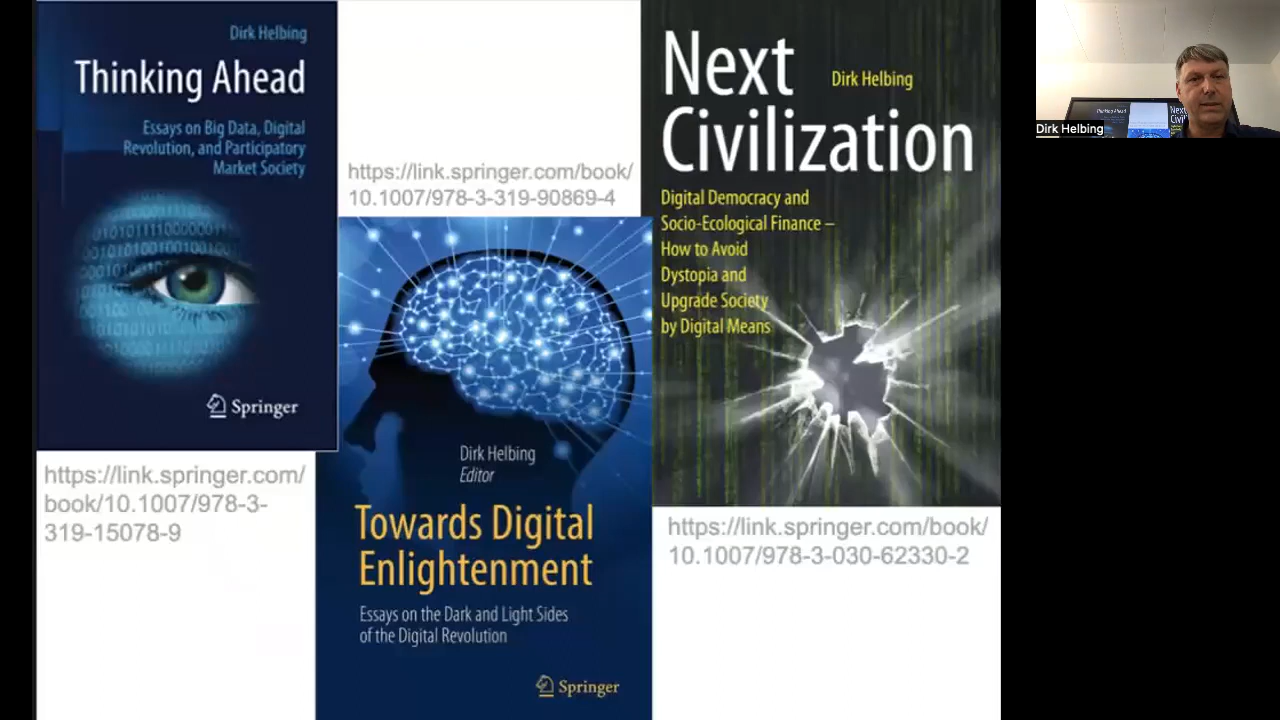 Dirk Helbing
Thinking Ahead
Essays on Big Data, Digital
Revolution, and Participatory
Market Society
Springer
https://link.springer.com/
book/10.1007/978-3-
319-15078-9
https://link.springer.com/book/
10.1007/978-3-319-90869-4
Dirk Helbing
Editor
Towards Digital
Enlightenment
Essays on the Dark and Light Sides
of the Digital Revolution
Springer
Next
Dirk Helbing
Civilization
Digital Democracy and
Socio-Ecological Finance –
How to Avoid
Dystopia and
Upgrade Society
by Digital Means
https://link.springer.com/book/
10.1007/978-3-030-62330-2
Dirk Helbing